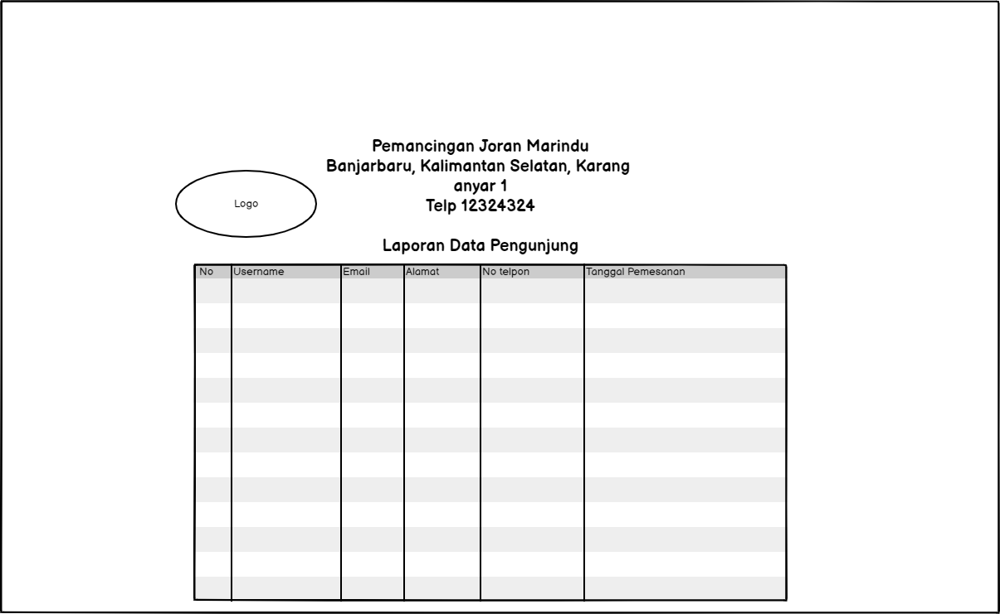 Pemancingan Joran Marindu
Banjarbaru, Kalimantan Selatan, Karang
anyar 1
Telp 12324324
Logo
Laporan Data Pengunjung
No Username Email Alamat No telpon Tanggal Pemesanan